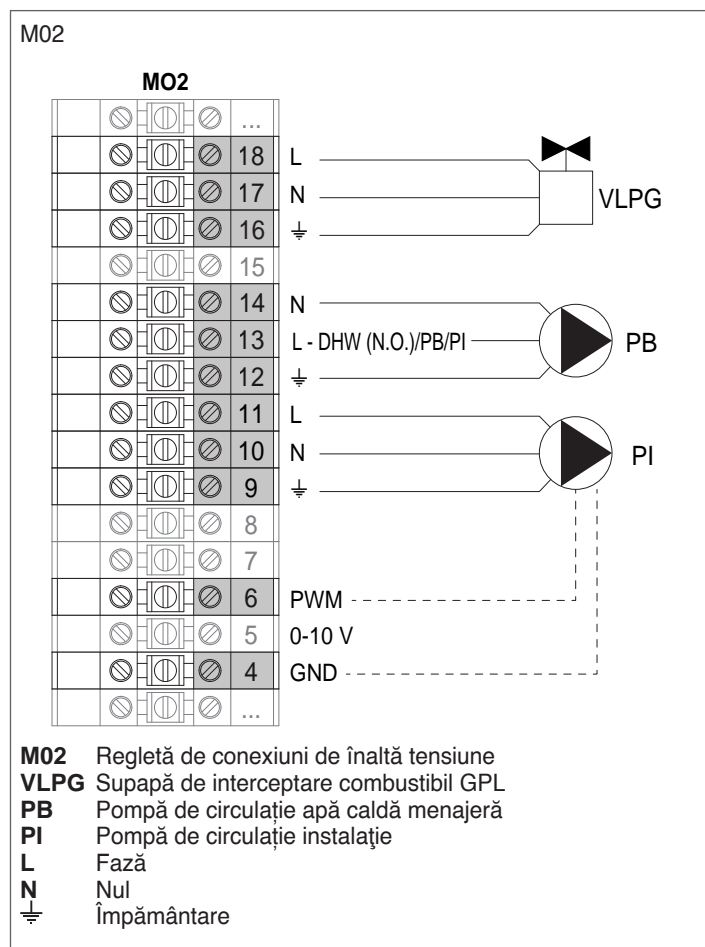 M02
MO2
...
18 L
17 N VLPG
16 ⏚
15
14 N
13 L - DHW (N.O.)/PB/PI PB
12 ⏚
11 L
10 N PI
9 ⏚
8
7
6 PWM
5 0-10 V
4 GND
...
M02 Regletă de conexiuni de înaltă tensiune
VLPG Supapă de interceptare combustibil GPL
PB Pompă de circulație apă caldă menajeră
PI Pompă de circulație instalaţie
L Fază
N Nul
⏚ Împământare